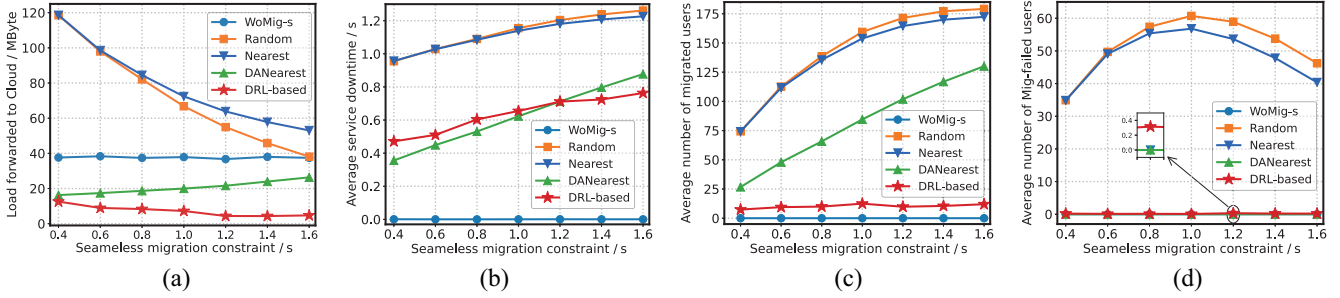 Load forwarded to Cloud / MByte
120
100
80
60
40
20
0
0.4 0.6 0.8 1.0 1.2 1.4 1.6
Seameless migration constraint / s
WoMig-s
Random
Nearest
DANearest
DRL-based
(a)
Average service downtime / s
1.2
1.0
0.8
0.6
0.4
0.2
0.0
0.4 0.6 0.8 1.0 1.2 1.4 1.6
Seameless migration constraint / s
WoMig-s
Random
Nearest
DANearest
DRL-based
(b)
Average number of migrated users
175
150
125
100
75
50
25
0
0.4 0.6 0.8 1.0 1.2 1.4 1.6
Seameless migration constraint / s
WoMig-s
Random
Nearest
DANearest
DRL-based
(c)
Average number of Mig-failed users
60
50
40
30
20
10
0
0.4 0.6 0.8 1.0 1.2 1.4 1.6
Seameless migration constraint / s
0.4
0.2
0.0
WoMig-s
Random
Nearest
DANearest
DRL-based
(d)